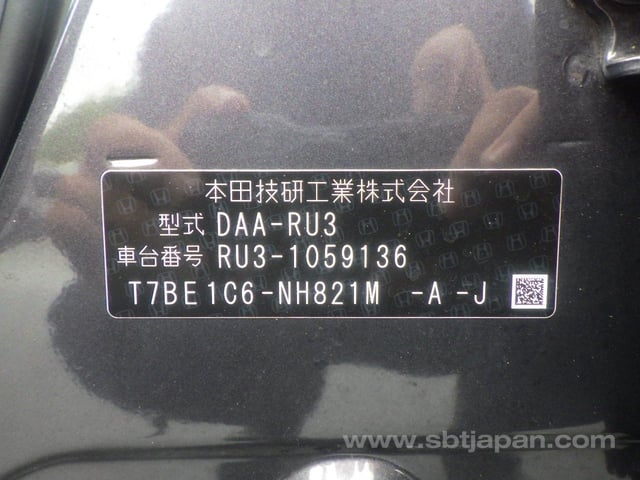 本田技研工業株式会社
型式 DAA-RU3
車台番号 RU3-1059136
T7BE1C6-NH821M -A -J
www.sbtjapan.com